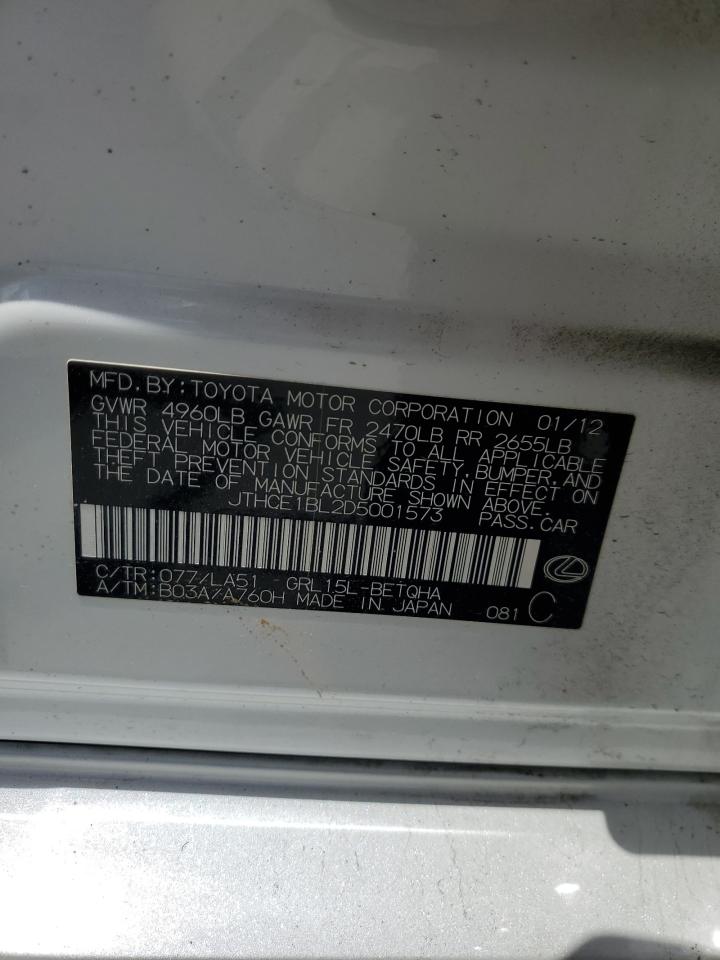 MFD.BY:TOYOTA MOTOR CORPORATION 01/12
GVWR 4960LB GAWR FR 2470LB RR 2655LB
THIS VEHICLE CONFORMS TO ALL APPLICABLE
FEDERAL MOTOR VEHICLE SAFETY,BUMPER,AND
THEFT PREVENTION STANDARDS IN EFFECT ON
THE DATE OF MANUFACTURE SHOWN ABOVE.
JTHCE1BL2D5001573 PASS.CAR
C/TR:077/LA51 GRL15L-BETQHA
A/TM:B03A/A760H MADE IN JAPAN 081 C